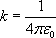 k = 1/4πε₀